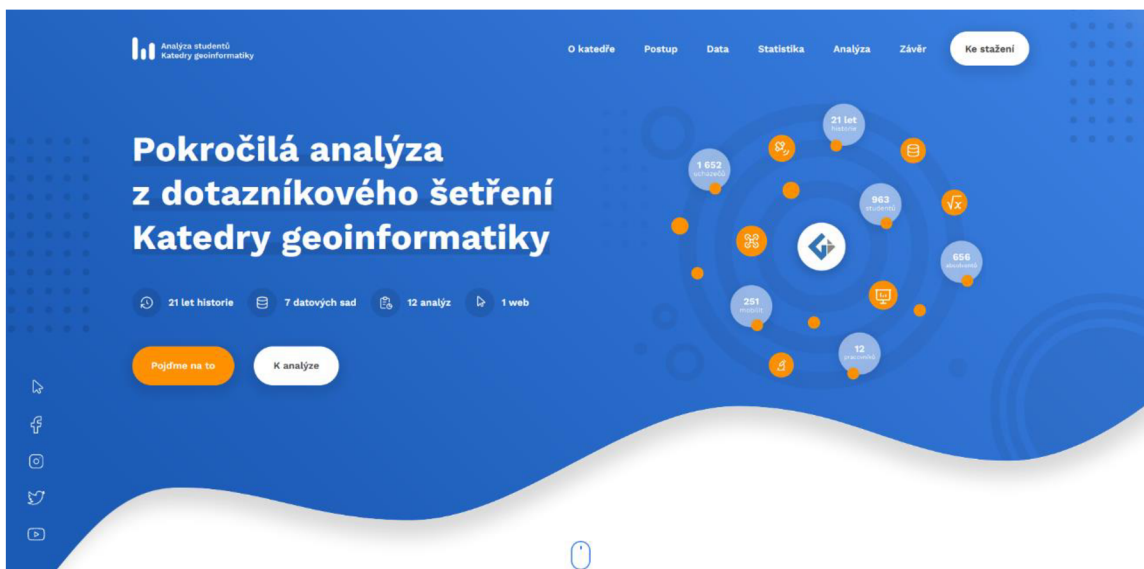 Analýza studentů
Katedry geoinformatiky
O katedře
Postup
Data
Statistika
Analýza
Závěr
Ke stažení
Pokročilá analýza
z dotazníkového šetření
Katedry geoinformatiky
21 let historie
7 datových sad
12 analýz
1 web
Pojďme na to
K analýze
21 let
historie
1 652
uchazečů
963
studentů
√x
656
absolventů
251
mobilit
12
pracovníků